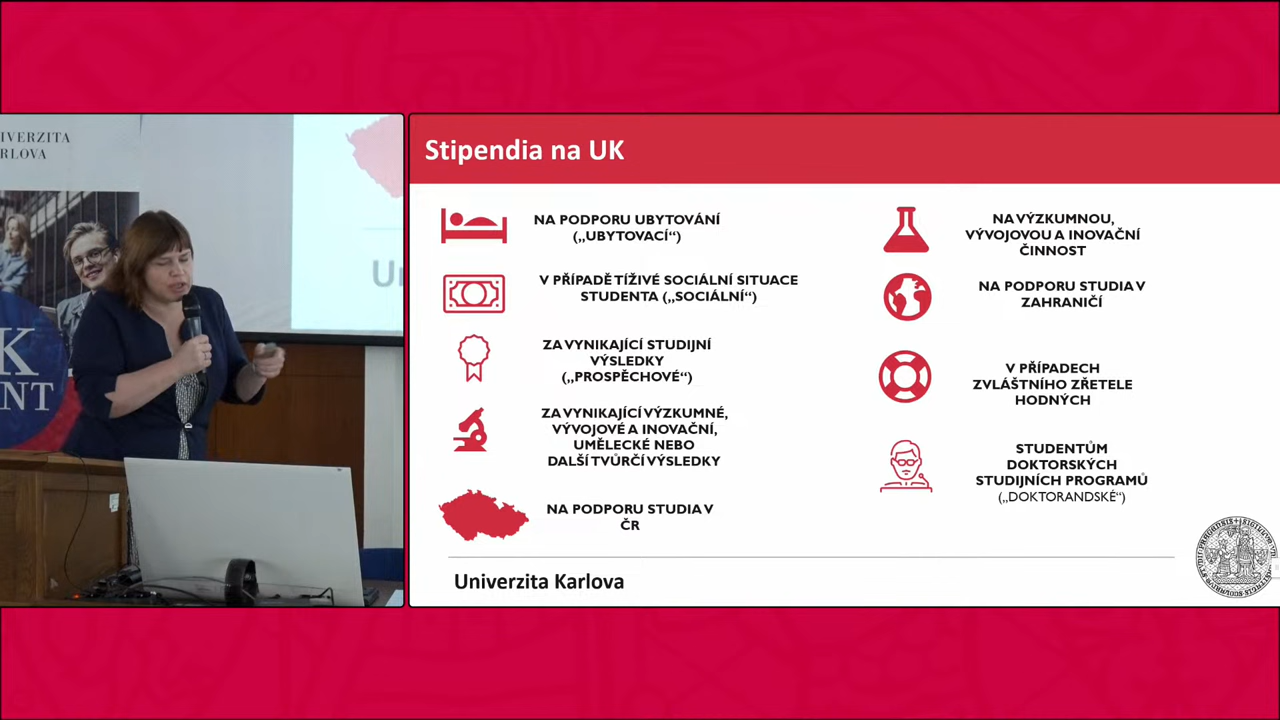 IVERZITA
RLOVA
K
NT
Stipendia na UK
NA PODPORU UBYTOVÁNÍ
(„UBYTOVACÍ“)
V PŘÍPADĚ TÍŽIVÉ SOCIÁLNÍ SITUACE
STUDENTA („SOCIÁLNÍ“)
ZA VYNIKAJÍCÍ STUDIJNÍ
VÝSLEDKY
(„PROSPĚCHOVÉ“)
ZA VYNIKAJÍCÍ VÝZKUMNÉ,
VÝVOJOVÉ A INOVAČNÍ,
UMĚLECKÉ NEBO
DALŠÍ TVŮRČÍ VÝSLEDKY
NA PODPORU STUDIA V
ČR
NA VÝZKUMNOU,
VÝVOJOVOU A INOVAČNÍ
ČINNOST
NA PODPORU STUDIA V
ZAHRANIČÍ
V PŘÍPADECH
ZVLÁŠTNÍHO ZŘETELE
HODNÝCH
STUDENTŮM
DOKTORSKÝCH
STUDIJNÍCH PROGRAMŮ
(„DOKTORANDSKÉ“)
Univerzita Karlova